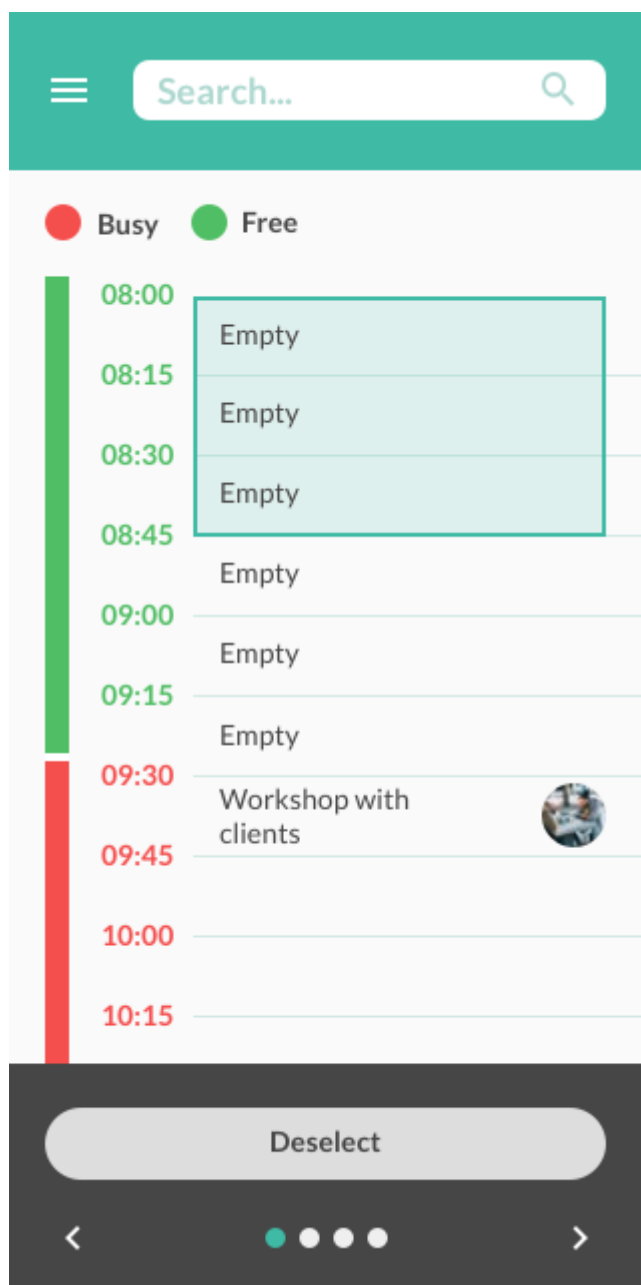 Search...
Busy Free
08:00
Empty
08:15
Empty
08:30
Empty
08:45
Empty
09:00
Empty
09:15
Empty
09:30
Workshop with
clients
09:45
10:00
10:15
Deselect